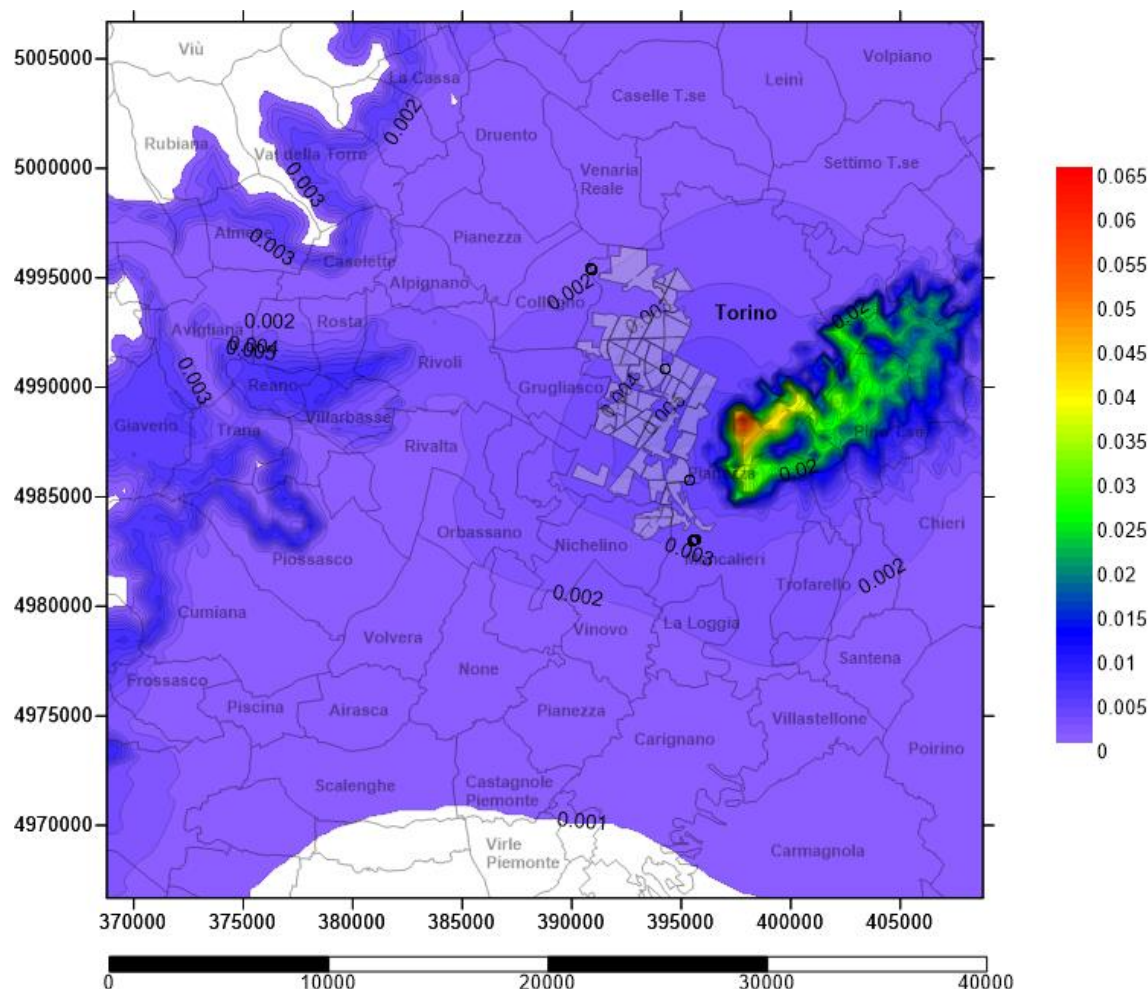 5005000
5000000
4995000
4990000
4985000
4980000
4975000
4970000
370000 375000 380000 385000 390000 395000 400000 405000
0 10000 20000 30000 40000
Viù
La Cassa
Caselle T.se
Leinì
Volpiano
Rubiana
Val della Torre
Druento
Venaria
Reale
Settimo T.se
0.002
0.003
Almese
0.003
Caselette
Pianezza
Alpignano
Collegno
0.002
Torino
0.02
Avigliana
0.002
Rosta
0.004
0.005
Rivoli
Reano
0.003
Grugliasco
0.004
Giaveno
Trana
Villarbasse
Rivalta
Pianezza
0.02
Orbassano
Nichelino
0.003
Moncalieri
Chieri
Piossasco
Trofarello
0.002
0.002
Cumiana
Volvera
Vinovo
La Loggia
None
Santena
Frossasco
Piscina
Airasca
Pianezza
Villastellone
Carignano
Poirino
Scalenghe
Castagnole
Piemonte
0.001
Virle
Piemonte
Carmagnola
0.065
0.06
0.055
0.05
0.045
0.04
0.035
0.03
0.025
0.02
0.015
0.01
0.005
0